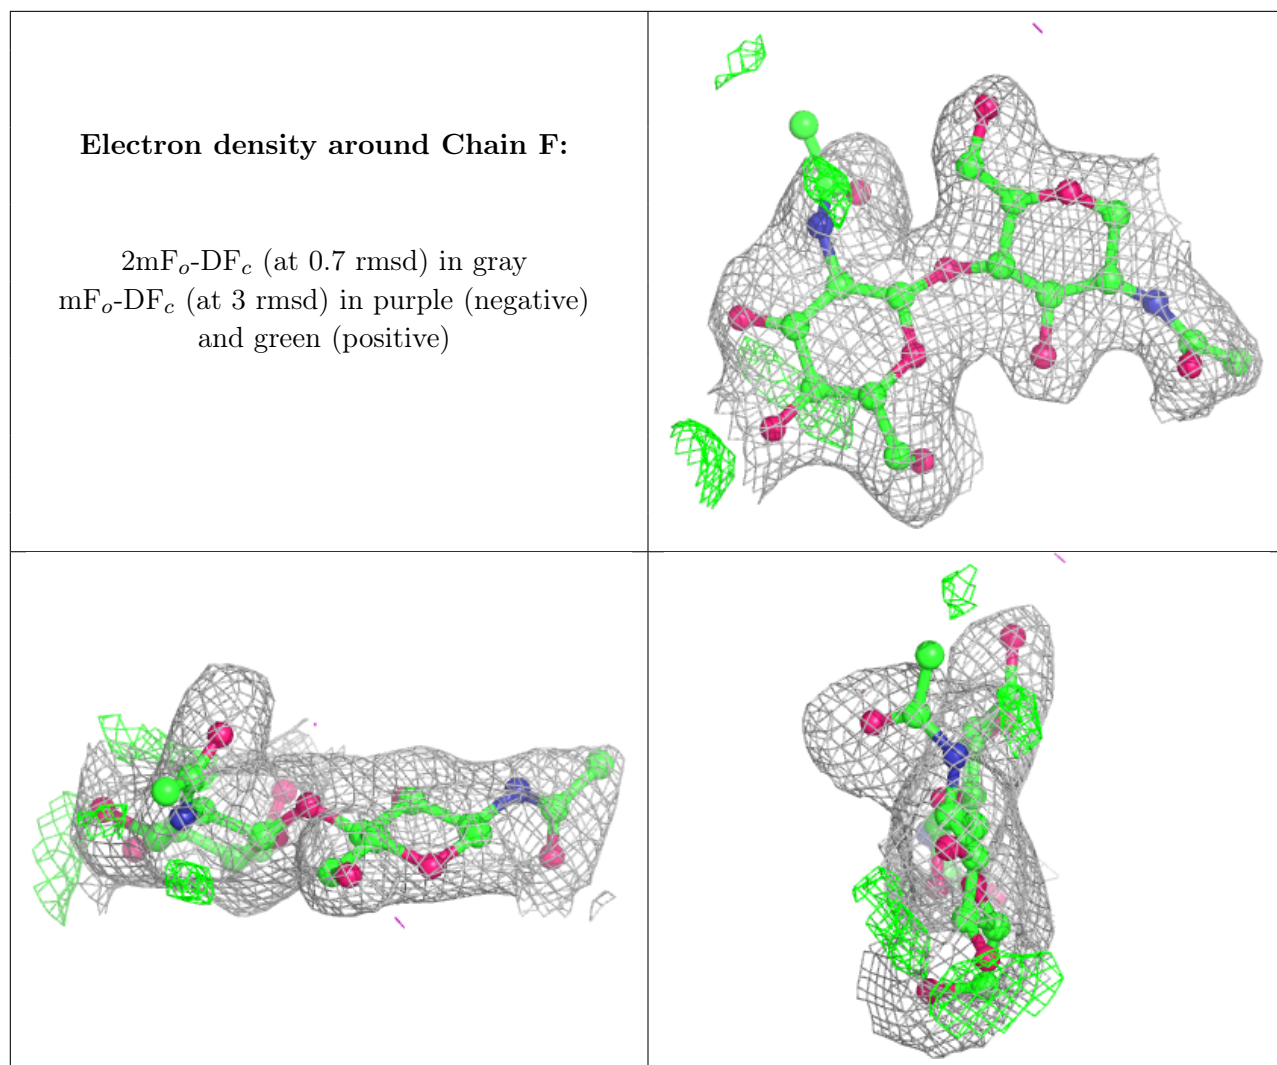 Electron density around Chain F:
2mFₒ-DF𝒸 (at 0.7 rmsd) in gray
mFₒ-DF𝒸 (at 3 rmsd) in purple (negative)
and green (positive)